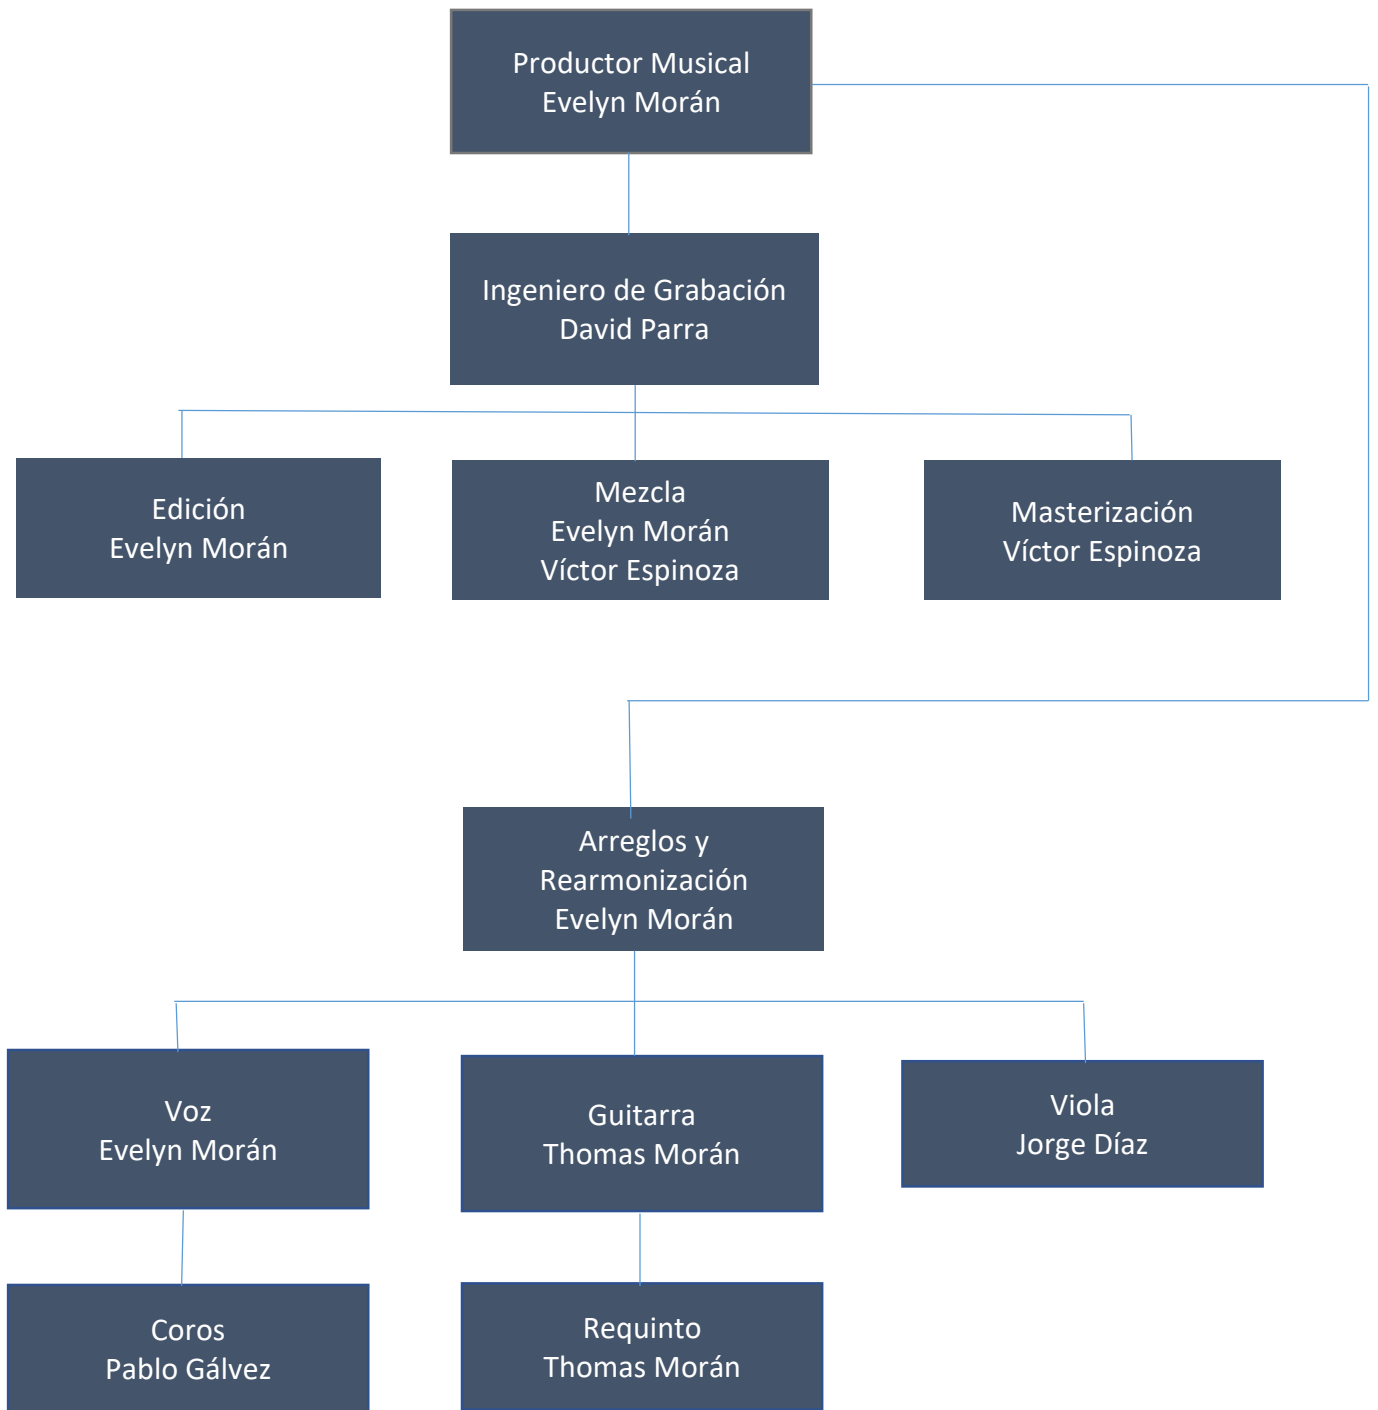 Productor Musical
Evelyn Morán
Ingeniero de Grabación
David Parra
Edición
Evelyn Morán
Mezcla
Evelyn Morán
Víctor Espinoza
Masterización
Víctor Espinoza
Arreglos y
Rearmonización
Evelyn Morán
Voz
Evelyn Morán
Guitarra
Thomas Morán
Viola
Jorge Díaz
Coros
Pablo Gálvez
Requinto
Thomas Morán